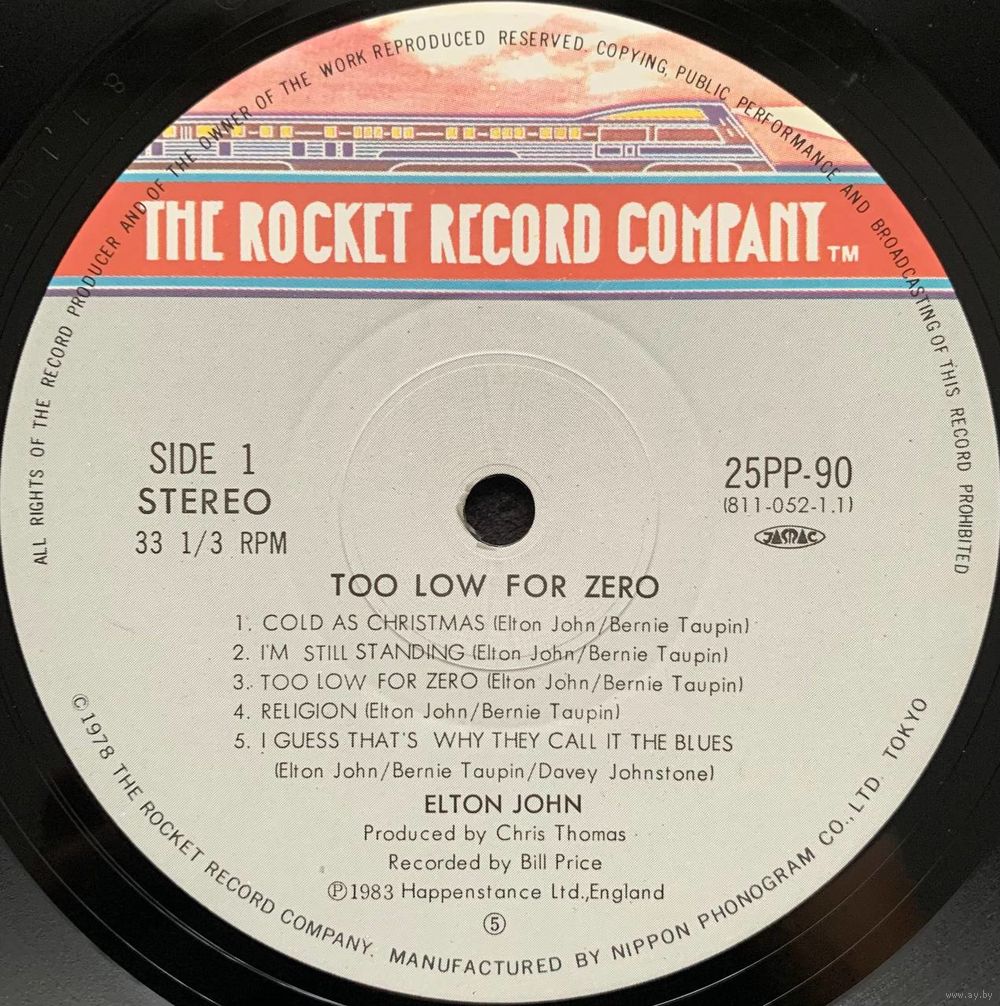 ALL RIGHTS OF THE RECORD PRODUCER AND OF THE OWNER OF THE WORK REPRODUCED RESERVED. COPYING, PUBLIC PERFORMANCE AND BROADCASTING OF THIS RECORD PROHIBITED
THE ROCKET RECORD COMPANY TM
SIDE 1
STEREO
33 1/3 RPM
25PP-90
(811-052-1.1)
JASRAC
TOO LOW FOR ZERO
1. COLD AS CHRISTMAS (Elton John/Bernie Taupin)
2. I'M STILL STANDING (Elton John/Bernie Taupin)
3. TOO LOW FOR ZERO (Elton John/Bernie Taupin)
4. RELIGION (Elton John/Bernie Taupin)
5. I GUESS THAT'S WHY THEY CALL IT THE BLUES
(Elton John/Bernie Taupin/Davey Johnstone)
ELTON JOHN
Produced by Chris Thomas
Recorded by Bill Price
Ⓟ1983 Happenstance Ltd.,England
⑤
©1978 THE ROCKET RECORD COMPANY. MANUFACTURED BY NIPPON PHONOGRAM CO.,LTD. TOKYO
www.ay.by